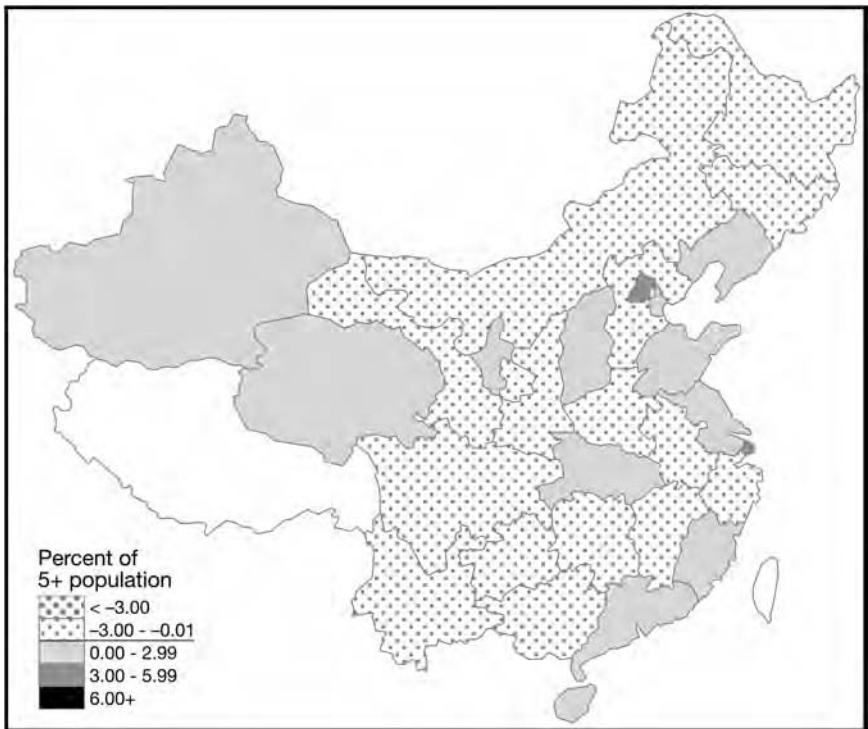 Percent of
5+ population
< –3.00
–3.00 - –0.01
0.00 - 2.99
3.00 - 5.99
6.00+